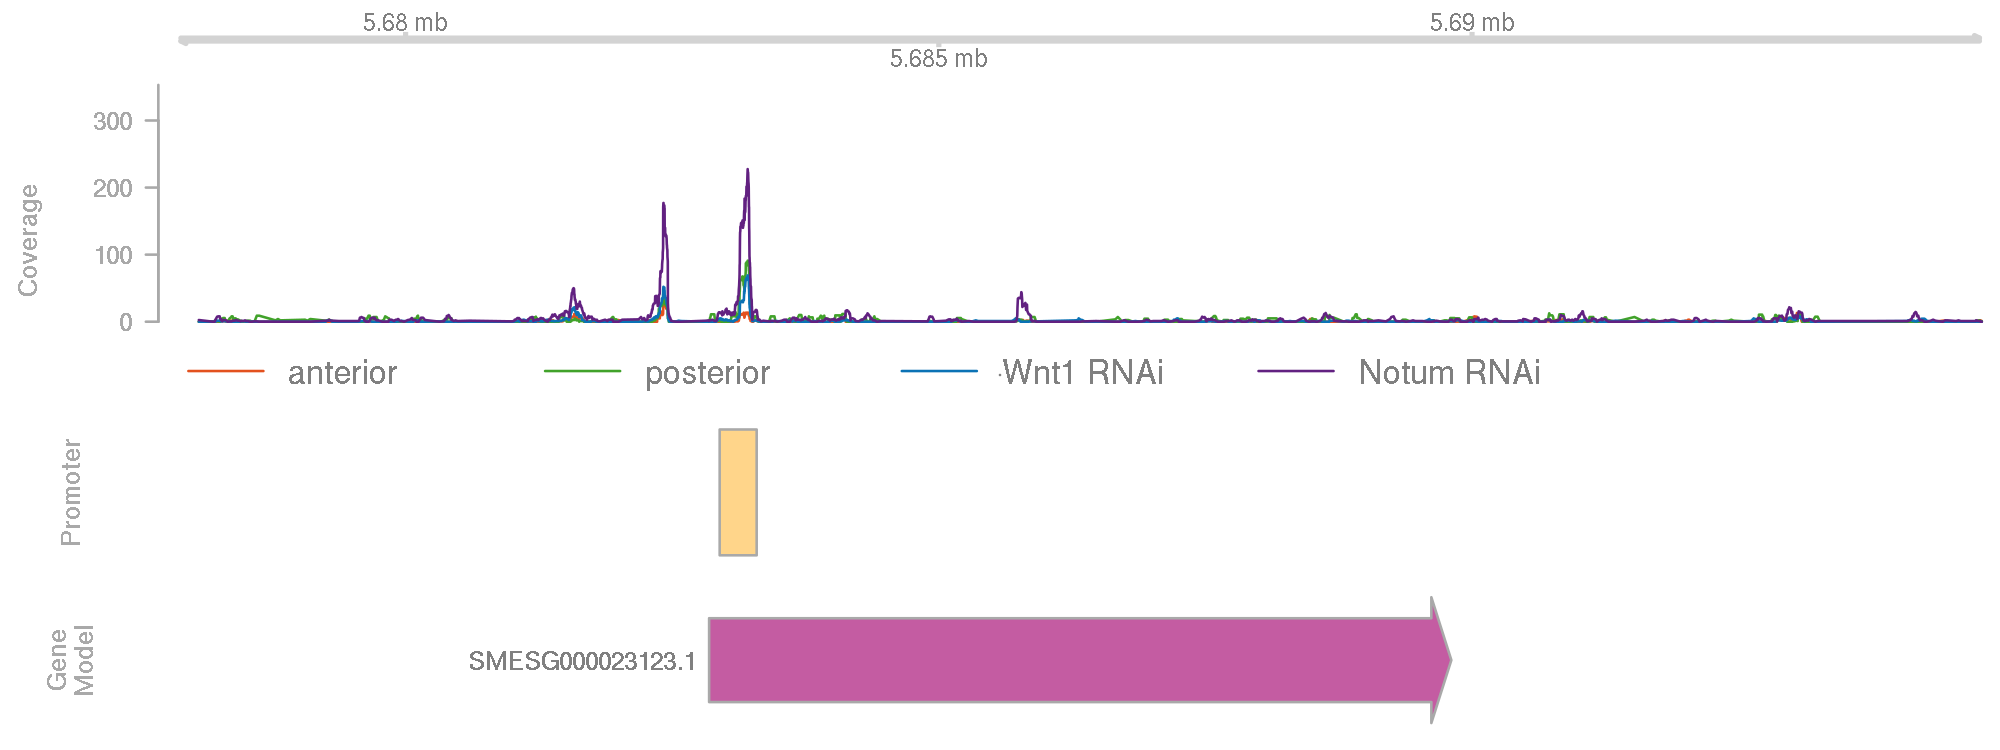 5.68 mb
5.69 mb
5.685 mb
Coverage
300
200
100
0
anterior
posterior
Wnt1 RNAi
Notum RNAi
Promoter
Gene
Model
SMESG000023123.1